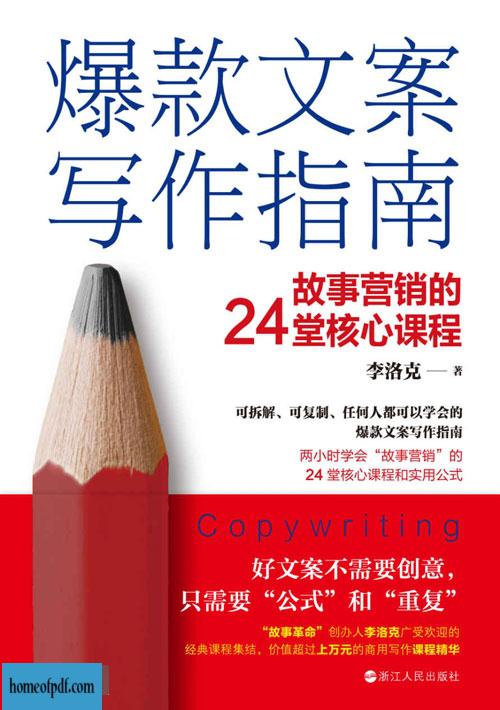 爆款文案
写作指南
故事营销的
24堂核心课程
李洛克——著
可拆解、可复制、任何人都可以学会的
爆款文案写作指南
两小时学会“故事营销”的
24堂核心课程和实用公式
Copywriting
好文案不需要创意，
只需要“公式”和“重复”
“故事革命”创办人李洛克广受欢迎的
经典课程集结，价值超过上万元的商用写作课程精华
浙江人民出版社
homeofpdf.com